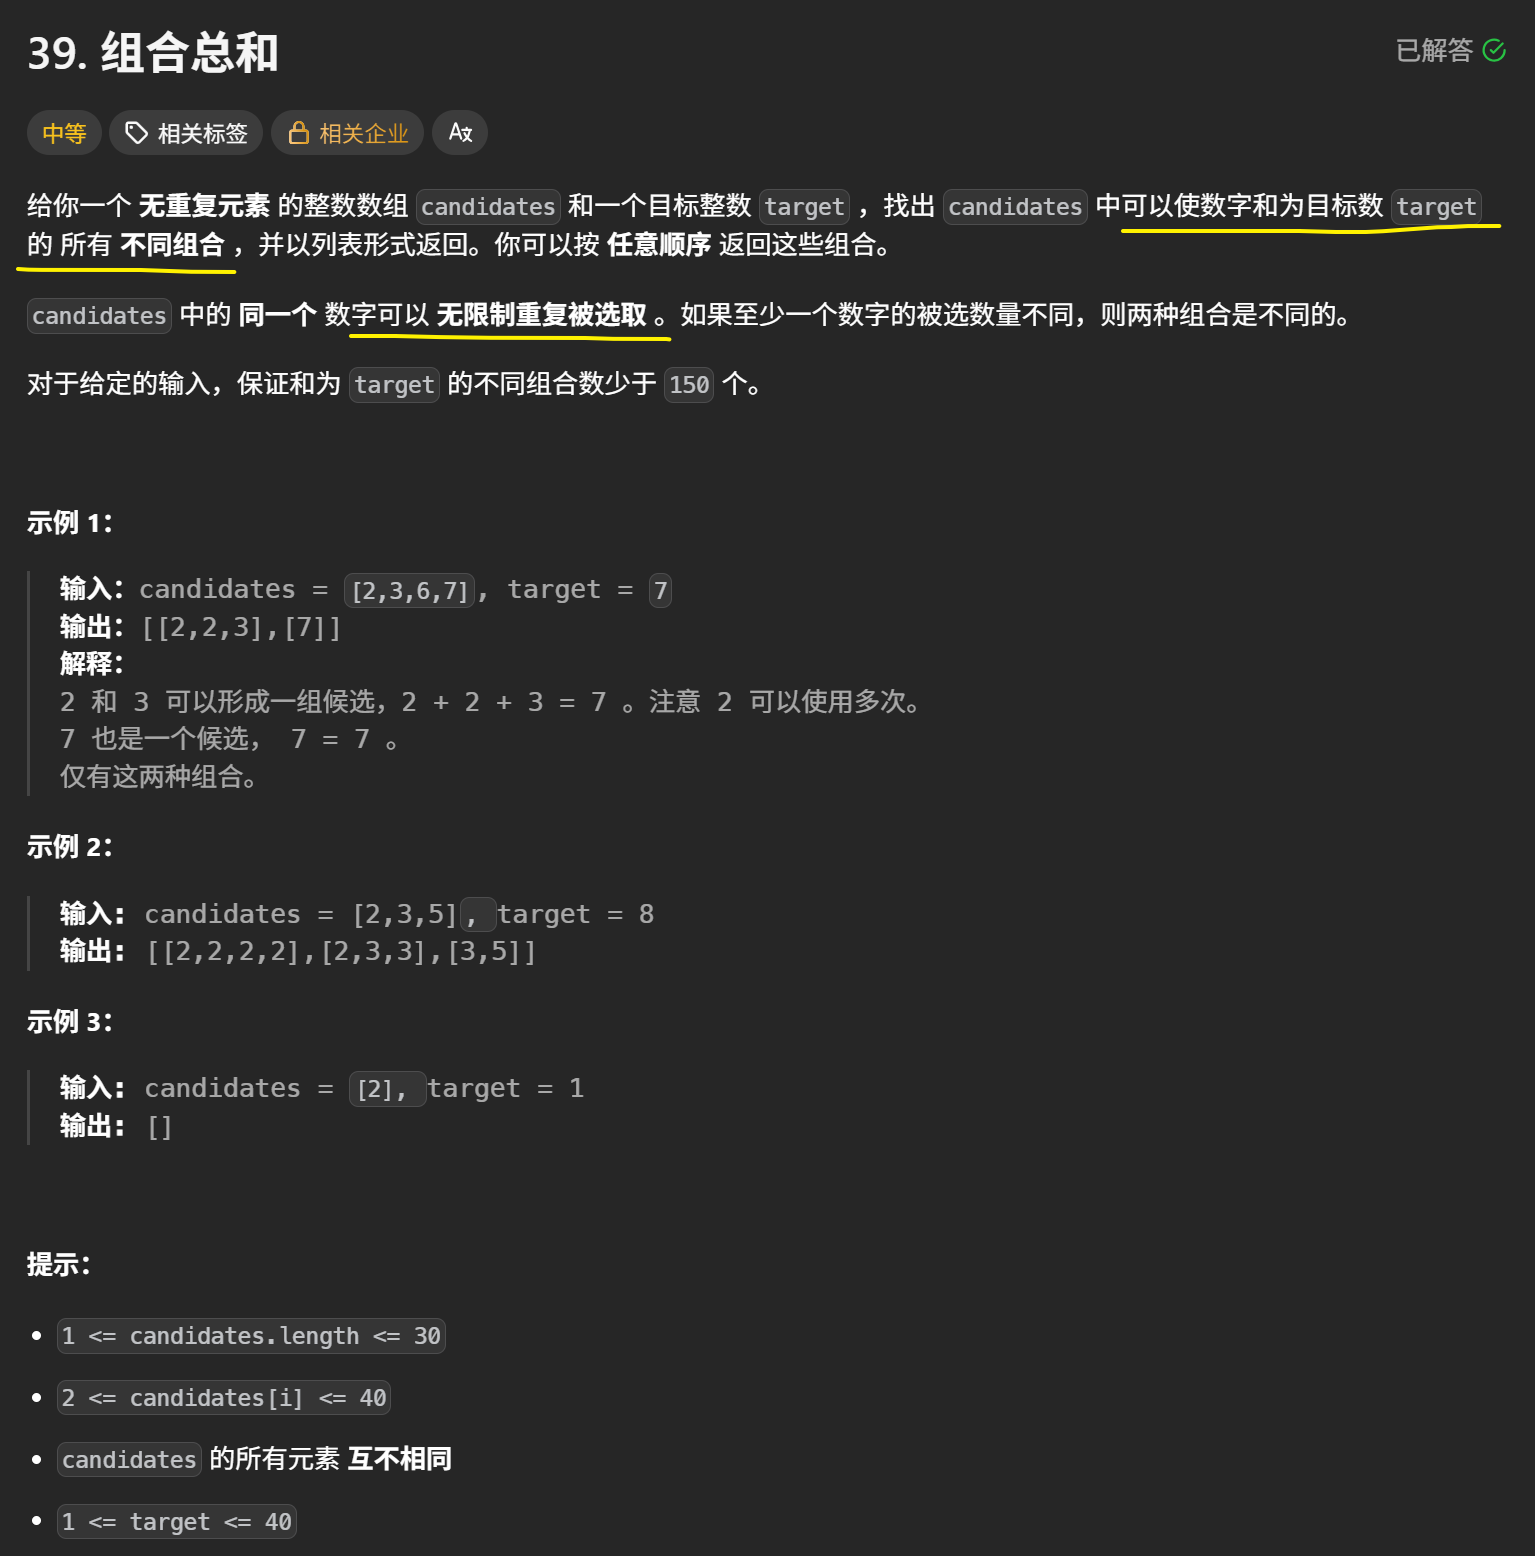 39. 组合总和
已解答
中等
相关标签
相关企业
给你一个 无重复元素 的整数数组 candidates 和一个目标整数 target ，找出 candidates 中可以使数字和为目标数 target
的 所有 不同组合 ，并以列表形式返回。你可以按 任意顺序 返回这些组合。
candidates 中的 同一个 数字可以 无限制重复被选取 。如果至少一个数字的被选数量不同，则两种组合是不同的。
对于给定的输入，保证和为 target 的不同组合数少于 150 个。
示例 1：
输入：candidates = [2,3,6,7], target = 7
输出：[[2,2,3],[7]]
解释：
2 和 3 可以形成一组候选，2 + 2 + 3 = 7 。注意 2 可以使用多次。
7 也是一个候选， 7 = 7 。
仅有这两种组合。
示例 2：
输入: candidates = [2,3,5], target = 8
输出: [[2,2,2,2],[2,3,3],[3,5]]
示例 3：
输入: candidates = [2], target = 1
输出: []
提示：
1 <= candidates.length <= 30
2 <= candidates[i] <= 40
candidates 的所有元素 互不相同
1 <= target <= 40